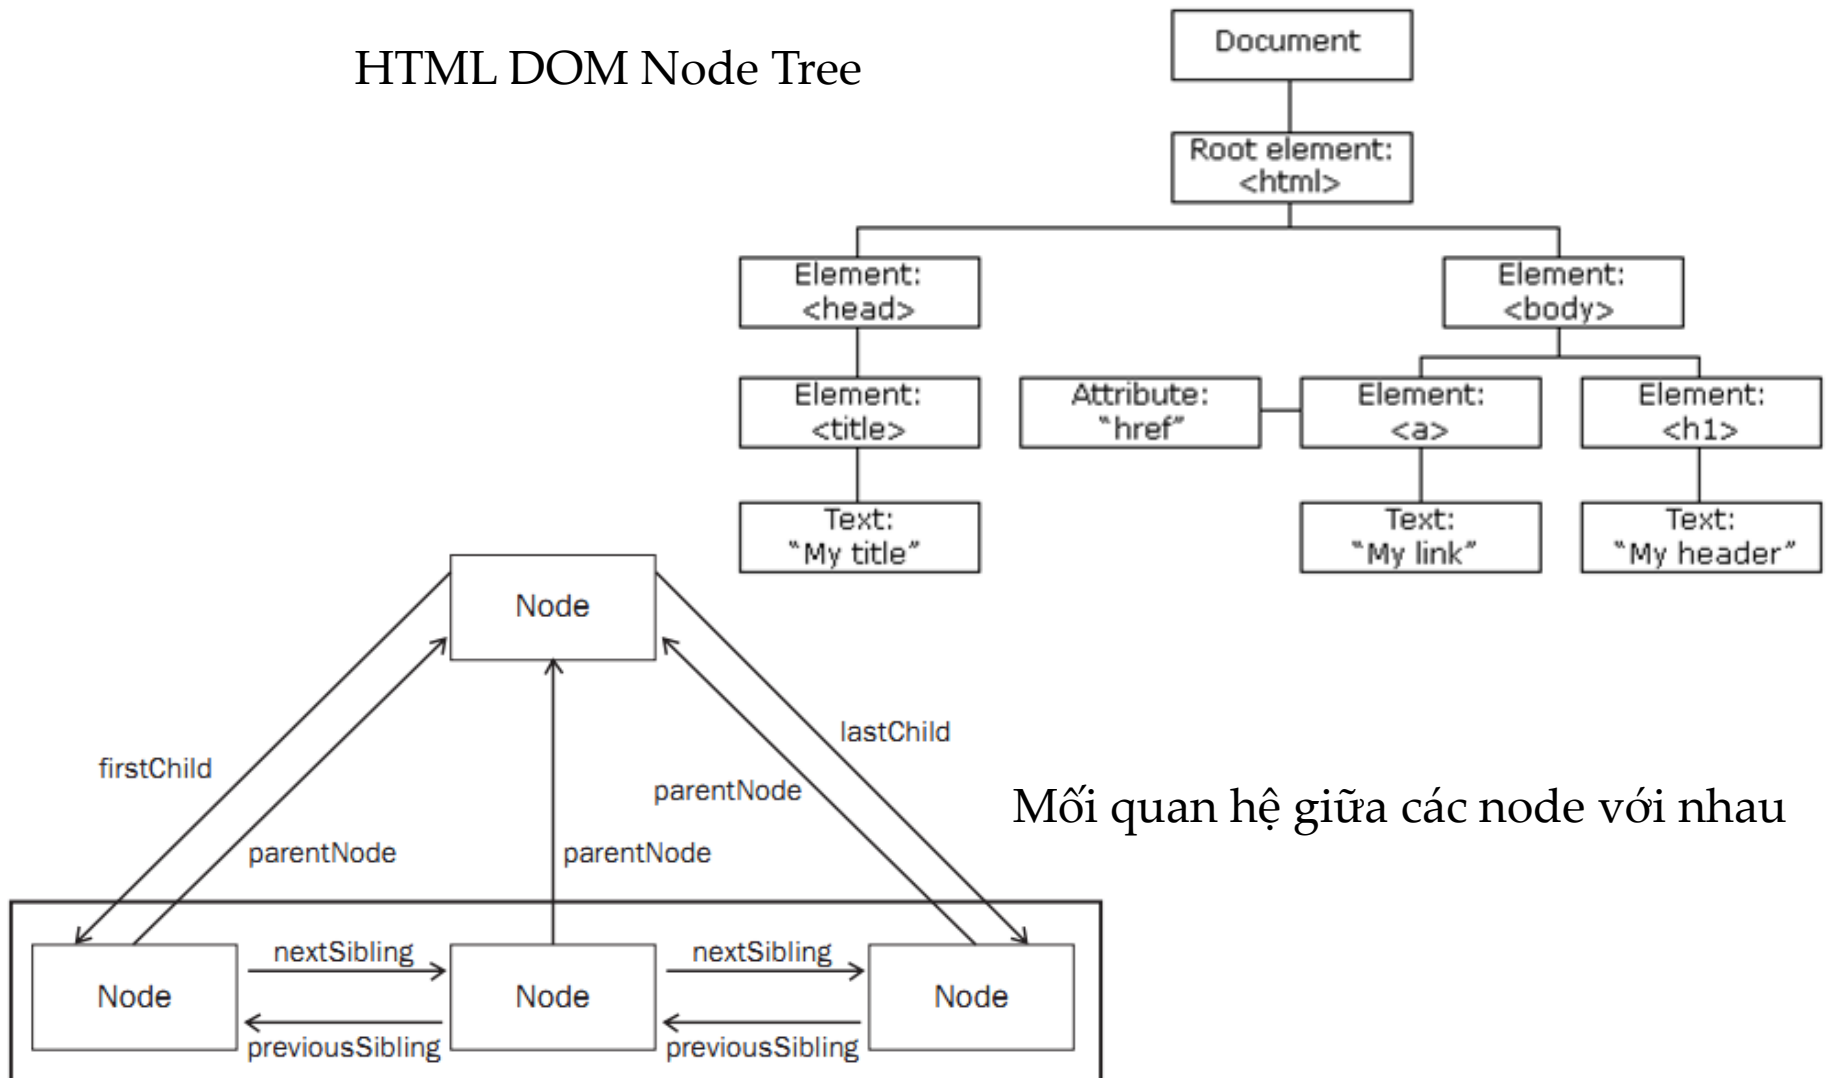 HTML DOM Node Tree
Document
Root element:
<html>
Element:
<head>
Element:
<body>
Element:
<title>
Attribute:
“href”
Element:
<a>
Element:
<h1>
Text:
“My title”
Text:
“My link”
Text:
“My header”
Node
firstChild
parentNode
parentNode
parentNode
lastChild
Mối quan hệ giữa các node với nhau
Node
nextSibling
previousSibling
Node
nextSibling
previousSibling
Node